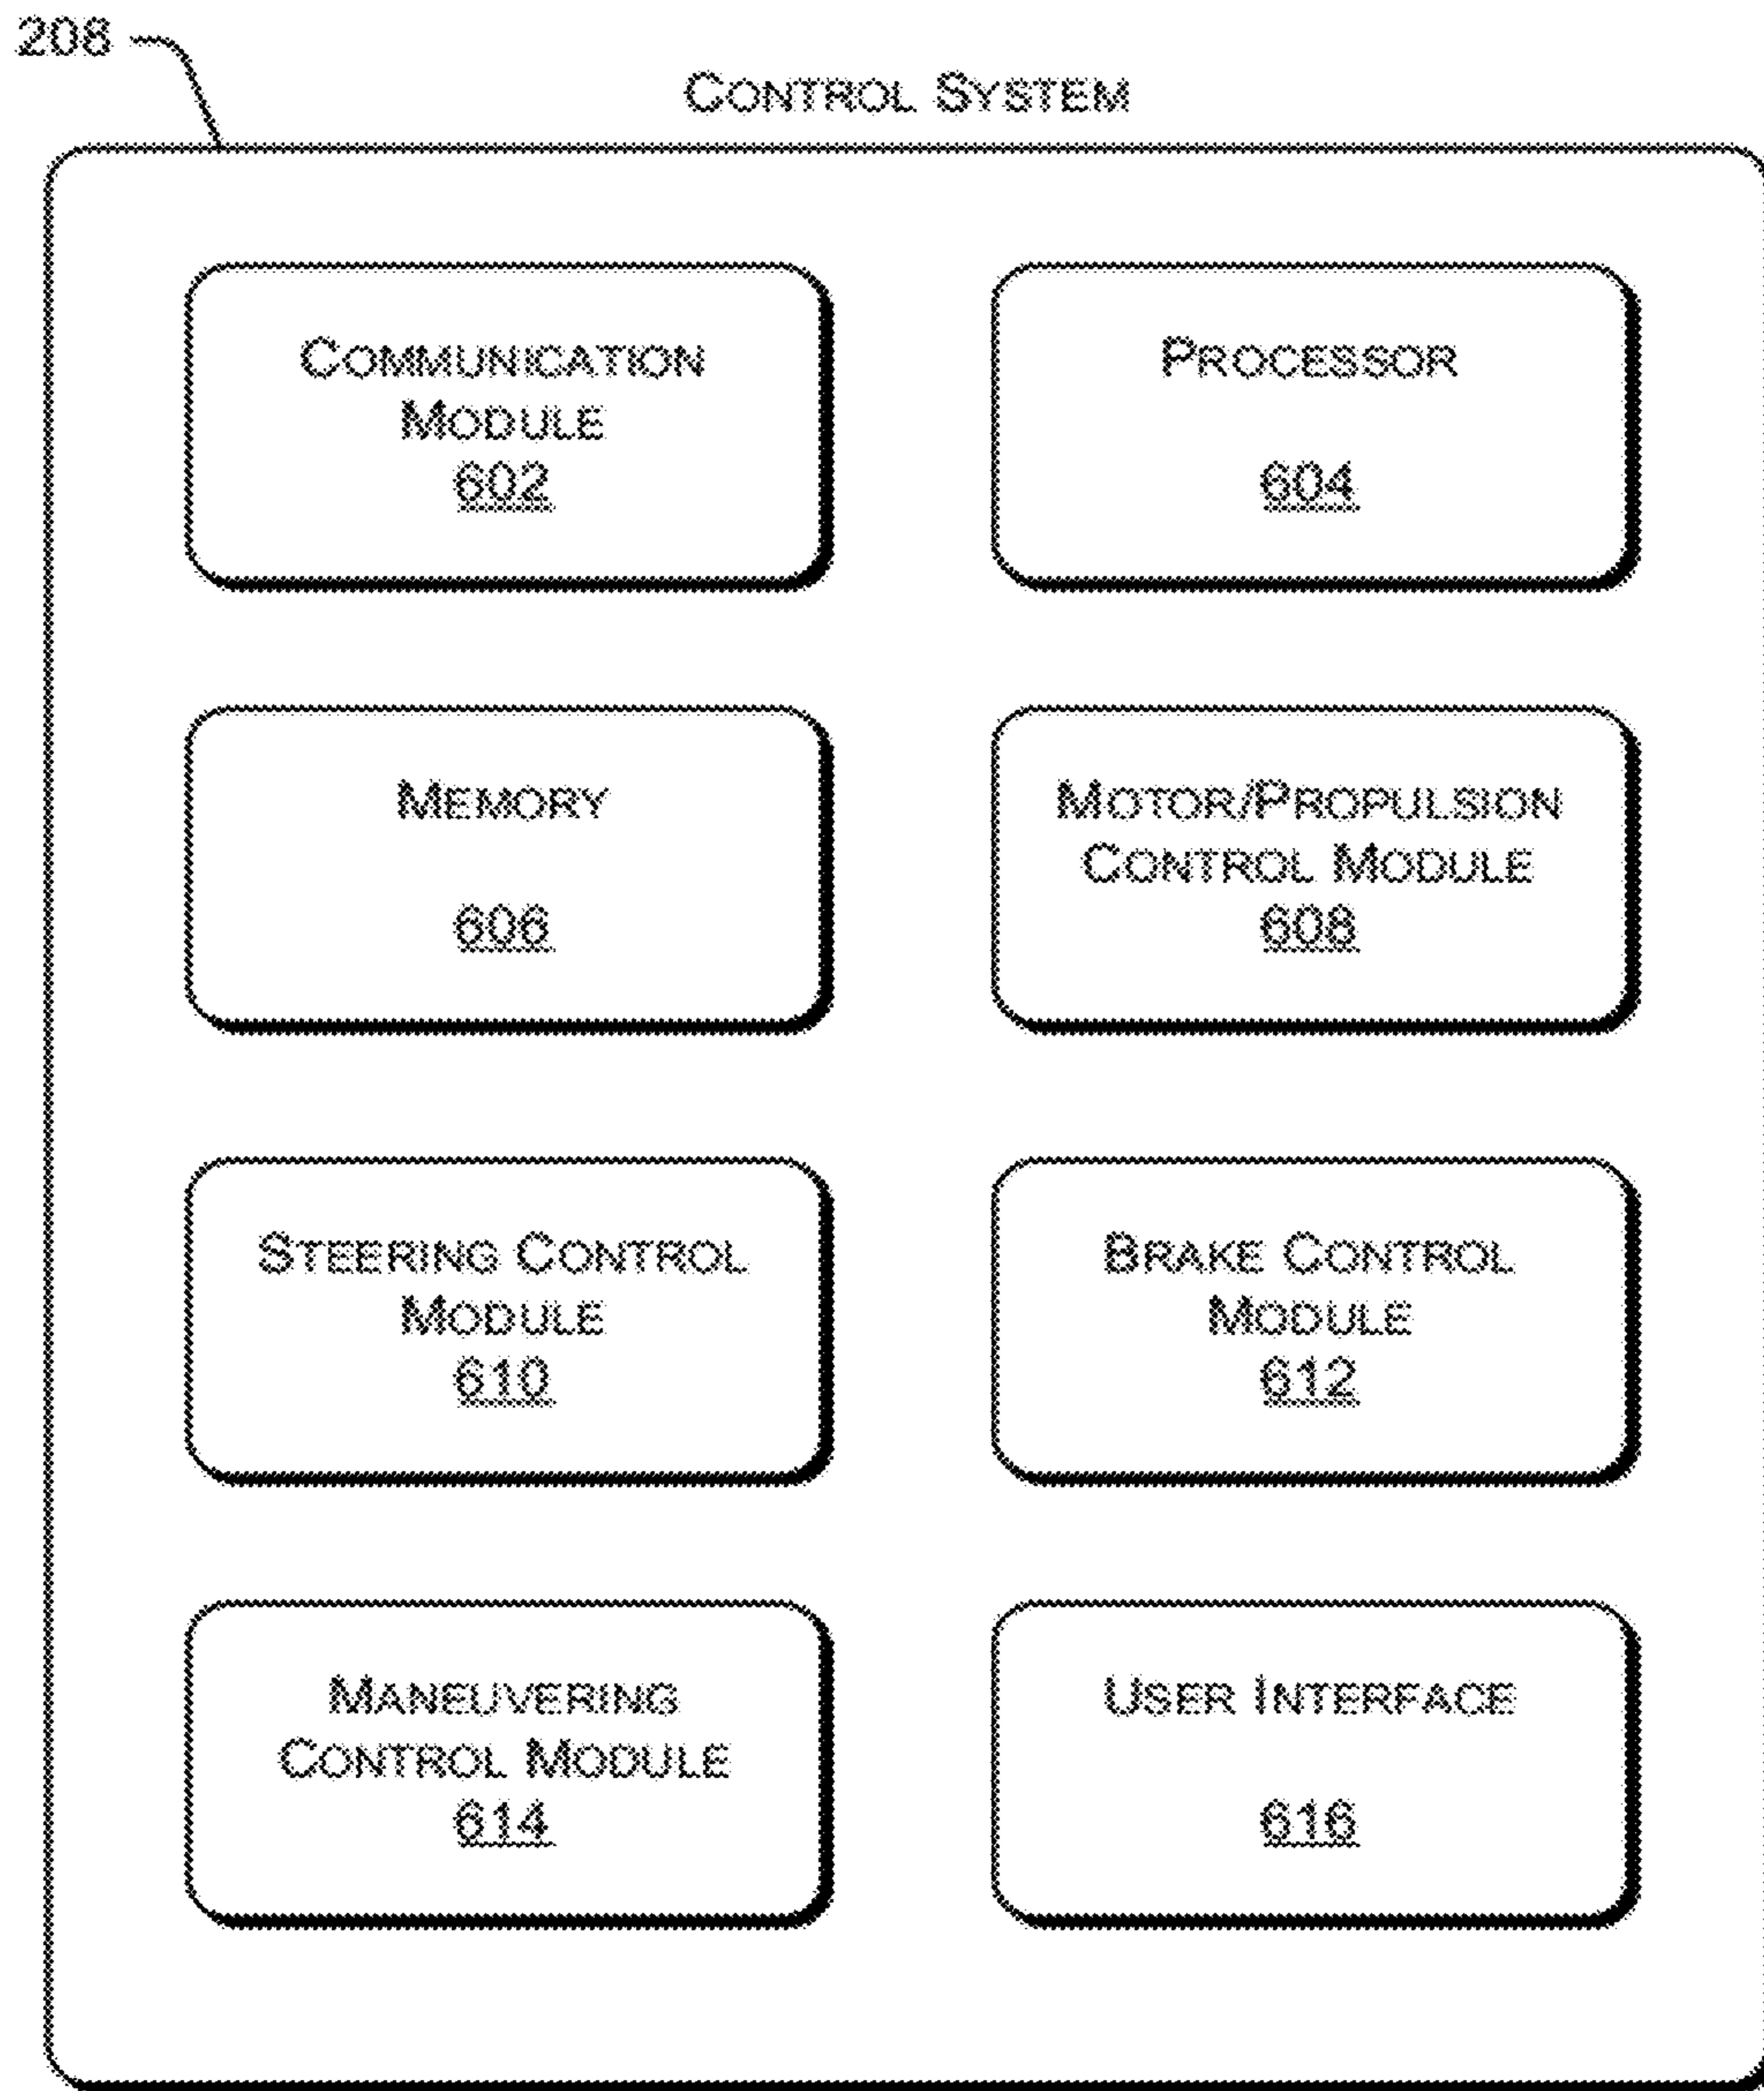 208
CONTROL SYSTEM
COMMUNICATION
MODULE
602
PROCESSOR
604
MEMORY
606
MOTOR/PROPULSION
CONTROL MODULE
608
STEERING CONTROL
MODULE
610
BRAKE CONTROL
MODULE
612
MANEUVERING
CONTROL MODULE
614
USER INTERFACE
616